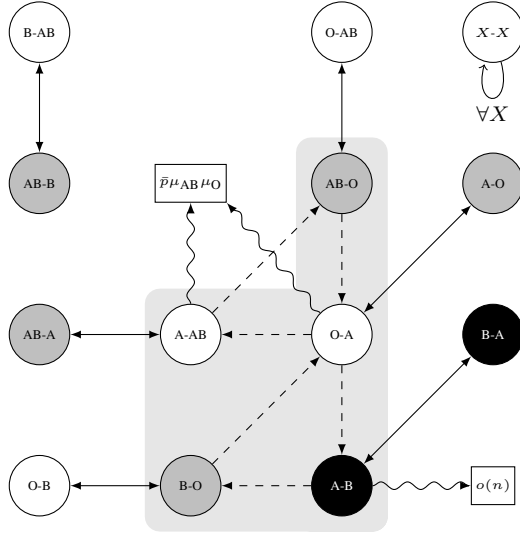 B-AB
O-AB
X-X
∀X
AB-B
p̄μ_AB μ_O
AB-O
A-O
AB-A
A-AB
O-A
B-A
O-B
B-O
A-B
o(n)